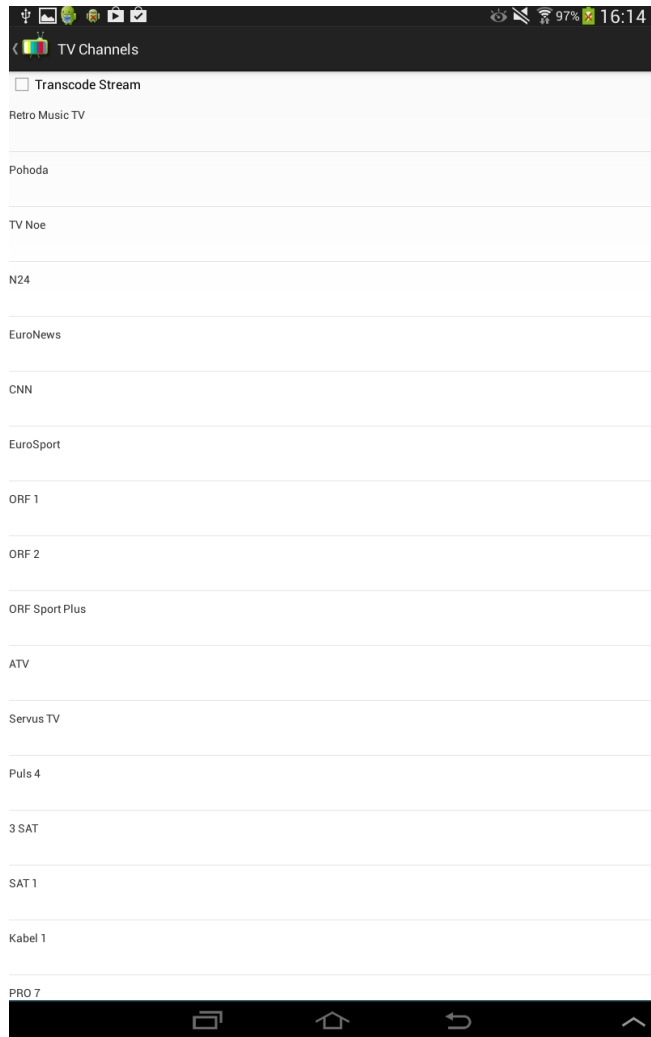 97% 16:14
TV Channels
Transcode Stream
Retro Music TV
Pohoda
TV Noe
N24
EuroNews
CNN
EuroSport
ORF 1
ORF 2
ORF Sport Plus
ATV
Servus TV
Puls 4
3 SAT
SAT 1
Kabel 1
PRO 7